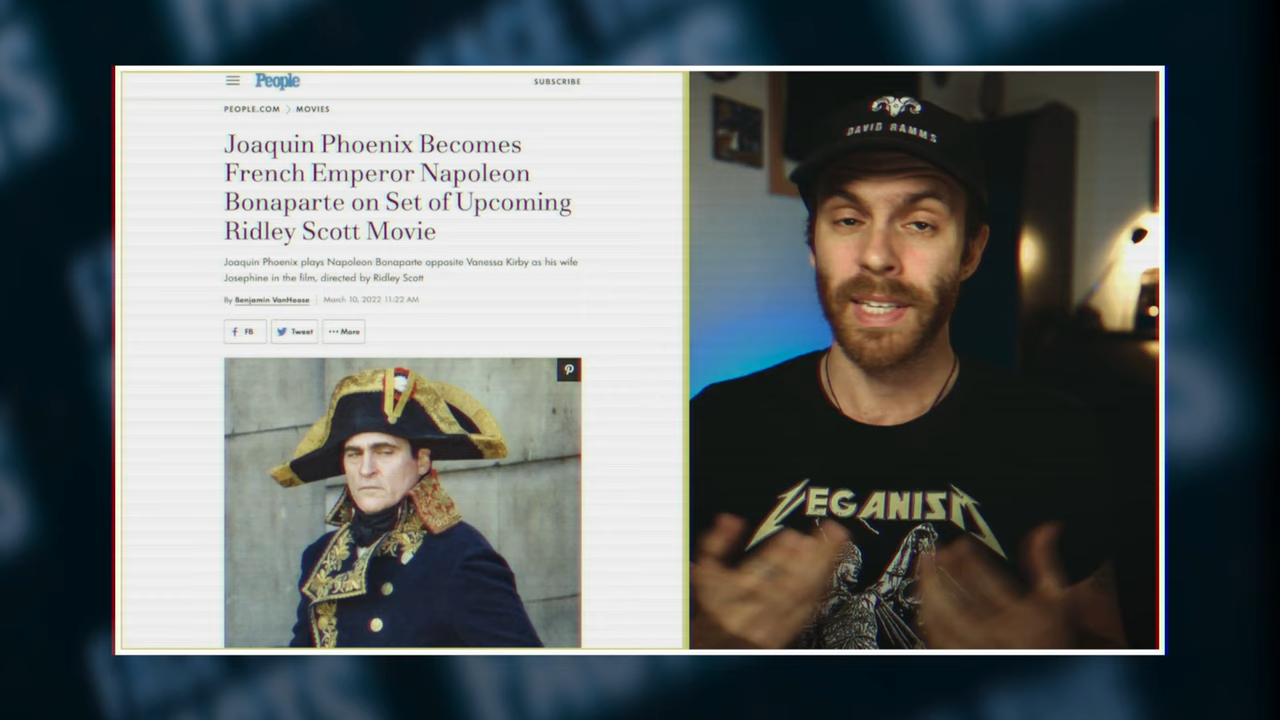 People
SUBSCRIBE
PEOPLE.COM > MOVIES
Joaquin Phoenix Becomes
French Emperor Napoleon
Bonaparte on Set of Upcoming
Ridley Scott Movie
Joaquin Phoenix plays Napoleon Bonaparte opposite Vanessa Kirby as his wife
Josephine in the film, directed by Ridley Scott
By Benjamin VanHoose | March 10, 2022 11:22 AM
FB
Tweet
••• More
DAVID RAMMS
VEGANISM